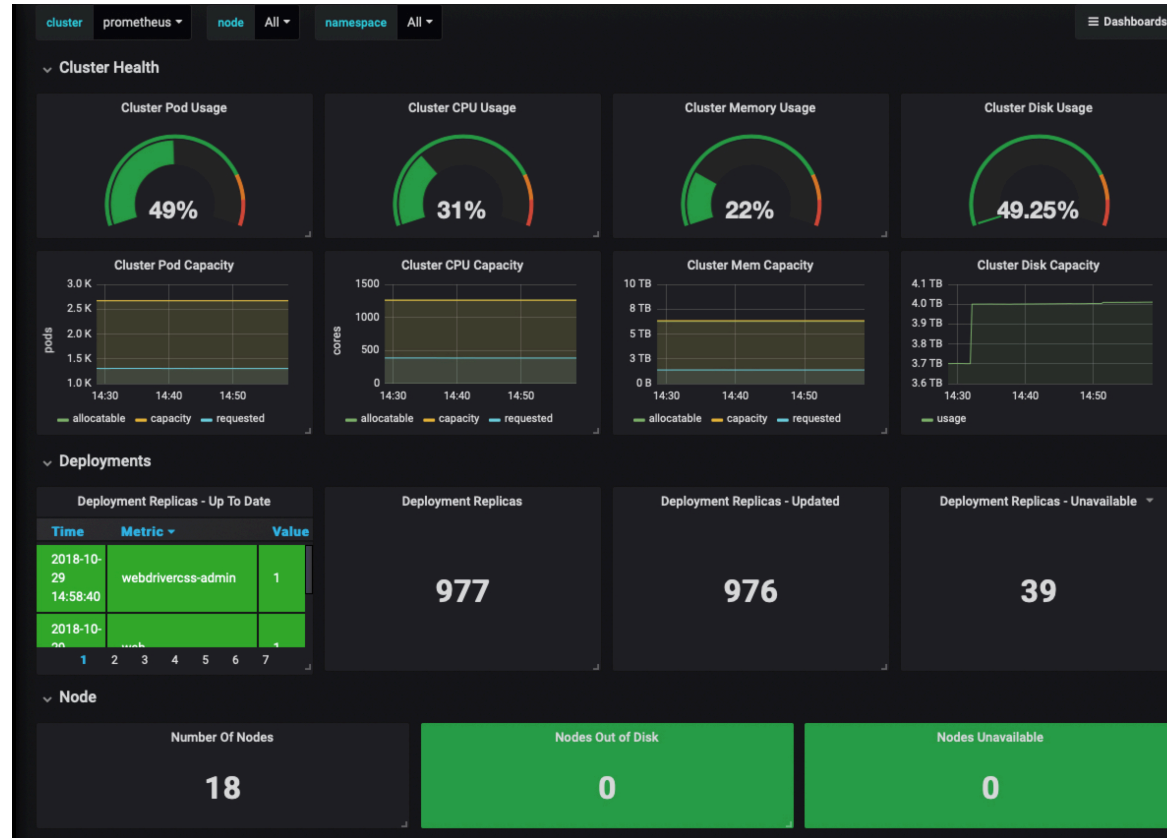 cluster prometheus node All namespace All Dashboards
Cluster Health
Cluster Pod Usage
49%
Cluster CPU Usage
31%
Cluster Memory Usage
22%
Cluster Disk Usage
49.25%
Cluster Pod Capacity
3.0 K
2.5 K
2.0 K
1.5 K
1.0 K
pods
14:30 14:40 14:50
allocatable capacity requested
Cluster CPU Capacity
1500
1000
500
0
cores
14:30 14:40 14:50
allocatable capacity requested
Cluster Mem Capacity
10 TB
8 TB
5 TB
3 TB
0 B
14:30 14:40 14:50
allocatable capacity requested
Cluster Disk Capacity
4.1 TB
4.0 TB
3.9 TB
3.8 TB
3.7 TB
3.6 TB
14:30 14:40 14:50
usage
Deployments
Deployment Replicas - Up To Date
Time Metric Value
2018-10-
29 webdrivercss-admin 1
14:58:40
2018-10-
29 web 1
1 2 3 4 5 6 7
Deployment Replicas
977
Deployment Replicas - Updated
976
Deployment Replicas - Unavailable
39
Node
Number Of Nodes
18
Nodes Out of Disk
0
Nodes Unavailable
0